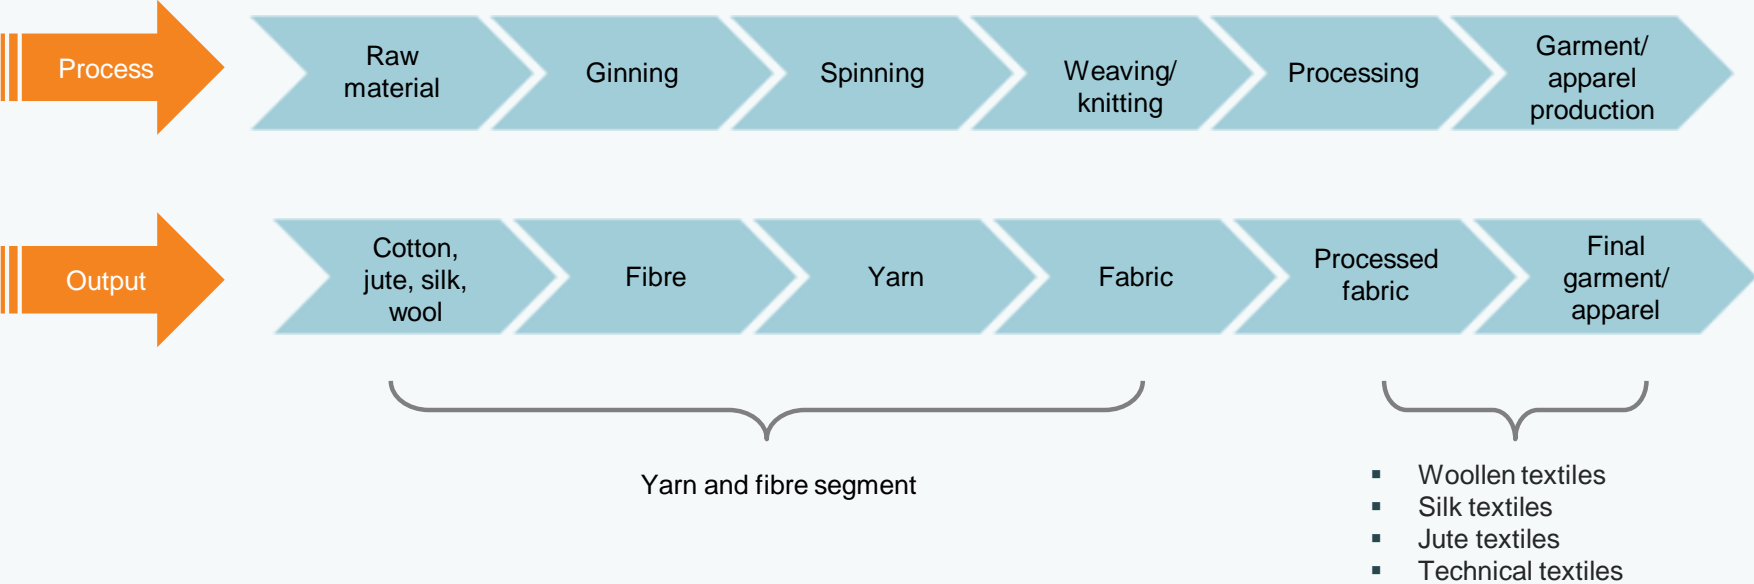 Process
Raw
material
Ginning
Spinning
Weaving/
knitting
Processing
Garment/
apparel
production
Output
Cotton,
jute, silk,
wool
Fibre
Yarn
Fabric
Processed
fabric
Final
garment/
apparel
Yarn and fibre segment
▪ Woollen textiles
▪ Silk textiles
▪ Jute textiles
▪ Technical textiles